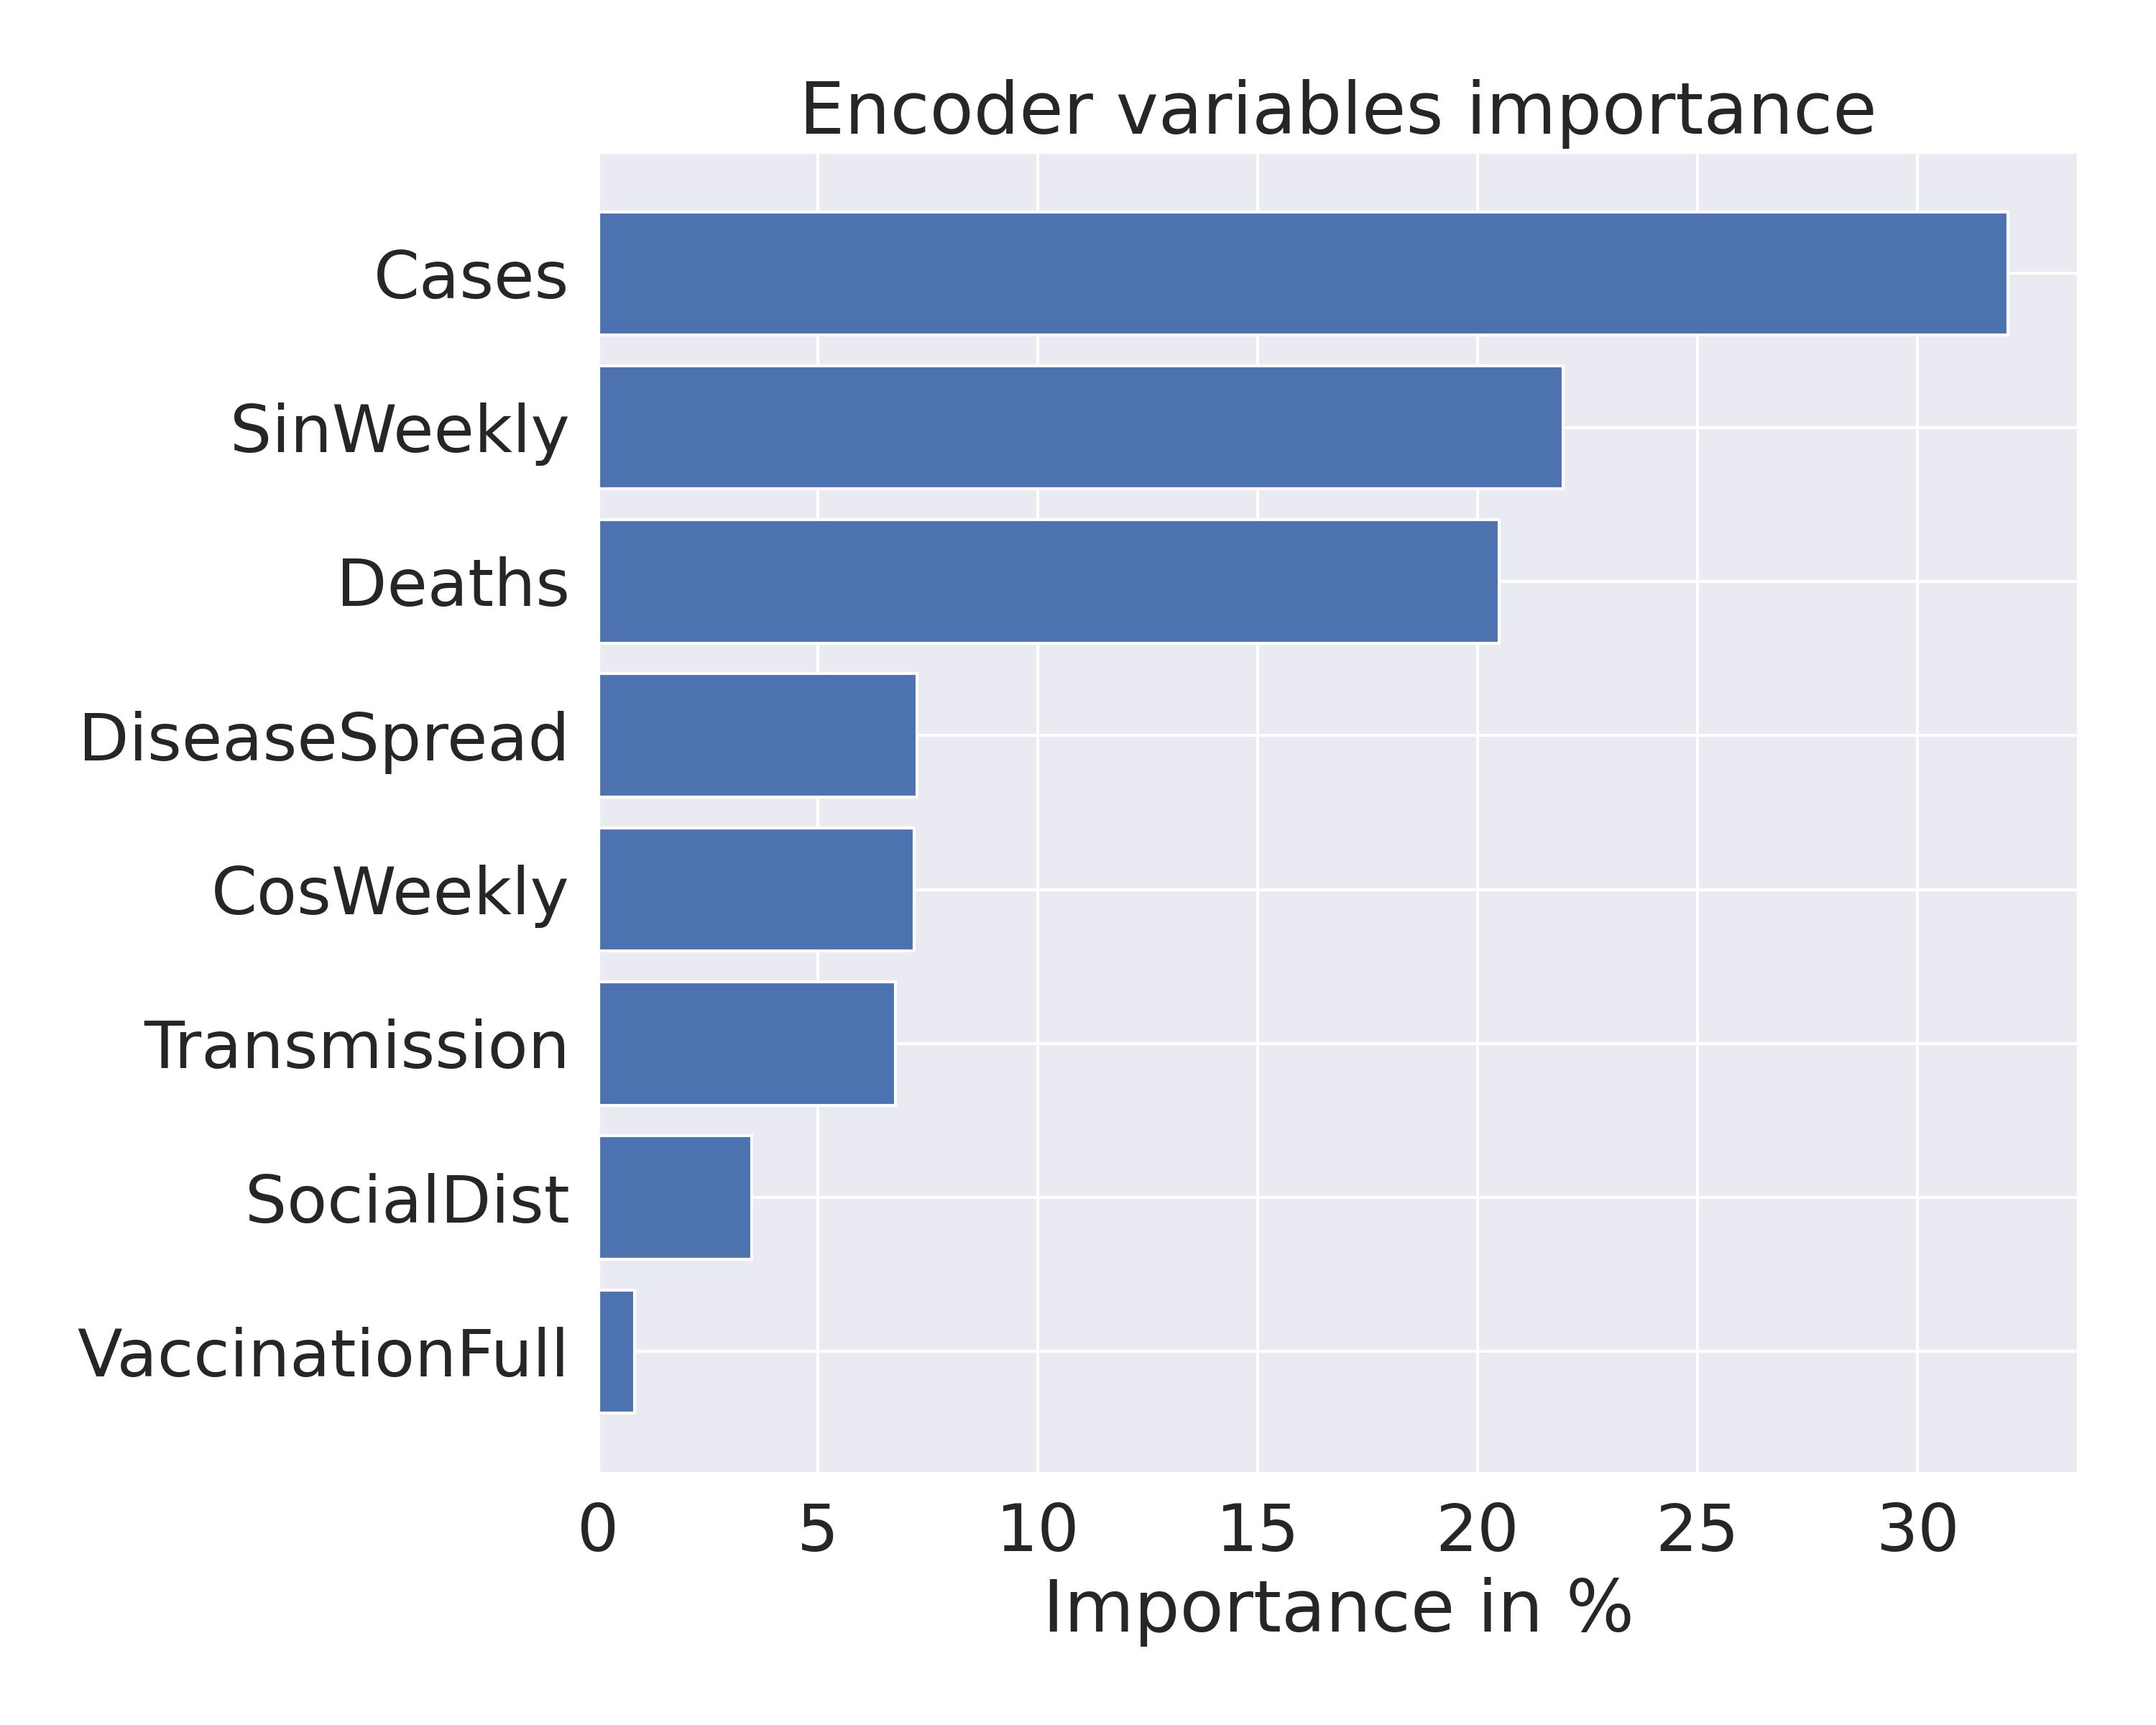 Encoder variables importance
Cases
SinWeekly
Deaths
DiseaseSpread
CosWeekly
Transmission
SocialDist
VaccinationFull
0 5 10 15 20 25 30
Importance in %